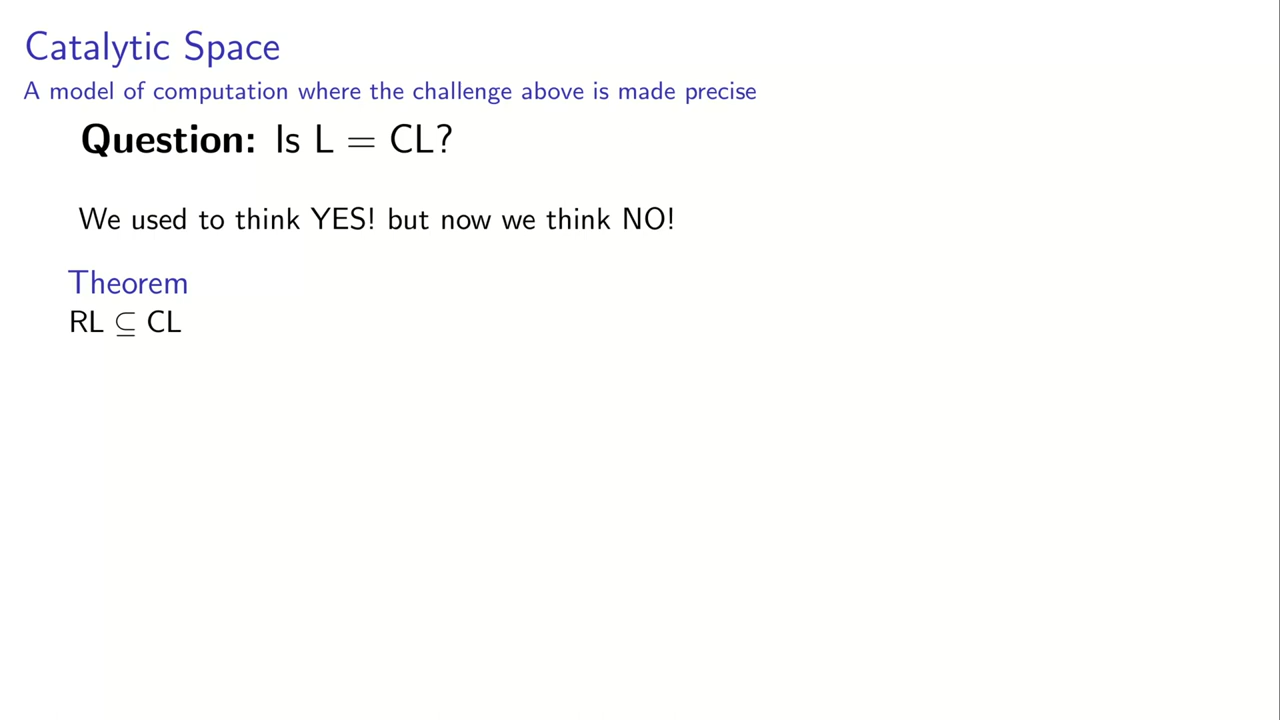 Catalytic Space
A model of computation where the challenge above is made precise
Question: Is L = CL?
We used to think YES! but now we think NO!
Theorem
RL ⊆ CL